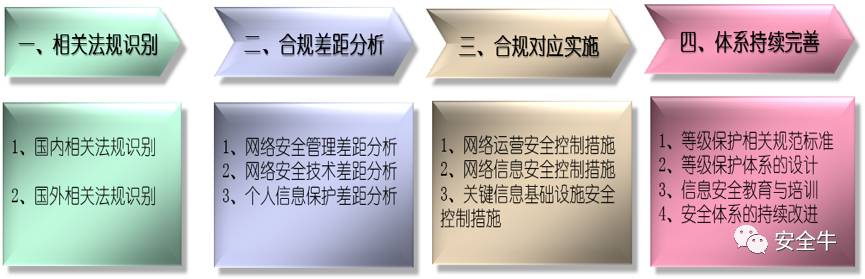 一、相关法规识别
二、合规差距分析
三、合规对应实施
四、体系持续完善
1、国内相关法规识别
2、国外相关法规识别
1、网络安全管理差距分析
2、网络安全技术差距分析
3、个人信息保护差距分析
1、网络运营安全控制措施
2、网络信息安全控制措施
3、关键信息基础设施安全
控制措施
1、等级保护相关规范标准
2、等级保护体系的设计
3、信息安全教育与培训
4、安全体系的持续改进
安全牛